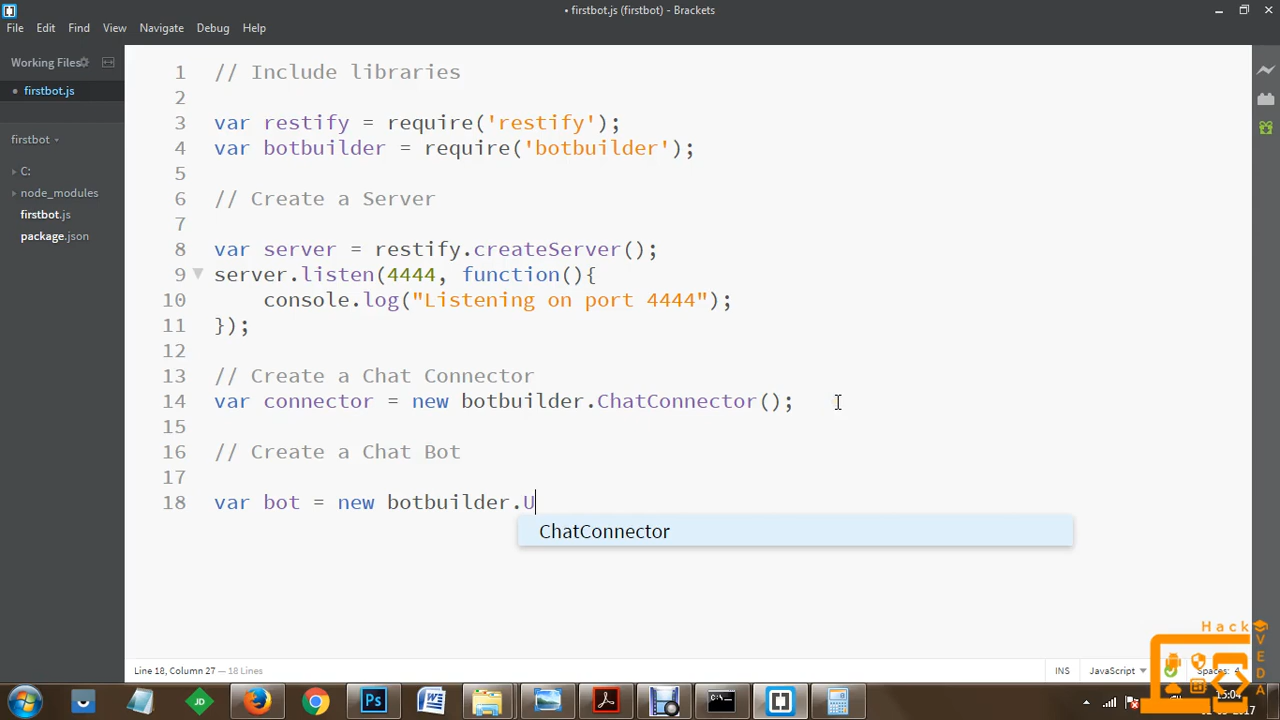 • firstbot.js (firstbot) - Brackets
File Edit Find View Navigate Debug Help
Working Files
• firstbot.js
firstbot
C:
node_modules
firstbot.js
package.json
1 // Include libraries
2
3 var restify = require('restify');
4 var botbuilder = require('botbuilder');
5
6 // Create a Server
7
8 var server = restify.createServer();
9 server.listen(4444, function(){
10 console.log("Listening on port 4444");
11 });
12
13 // Create a Chat Connector
14 var connector = new botbuilder.ChatConnector();
15
16 // Create a Chat Bot
17
18 var bot = new botbuilder.U
ChatConnector
Line 18, Column 27 — 18 Lines
INS JavaScript Spaces: 4
Hack
VEDA
JD
15:04